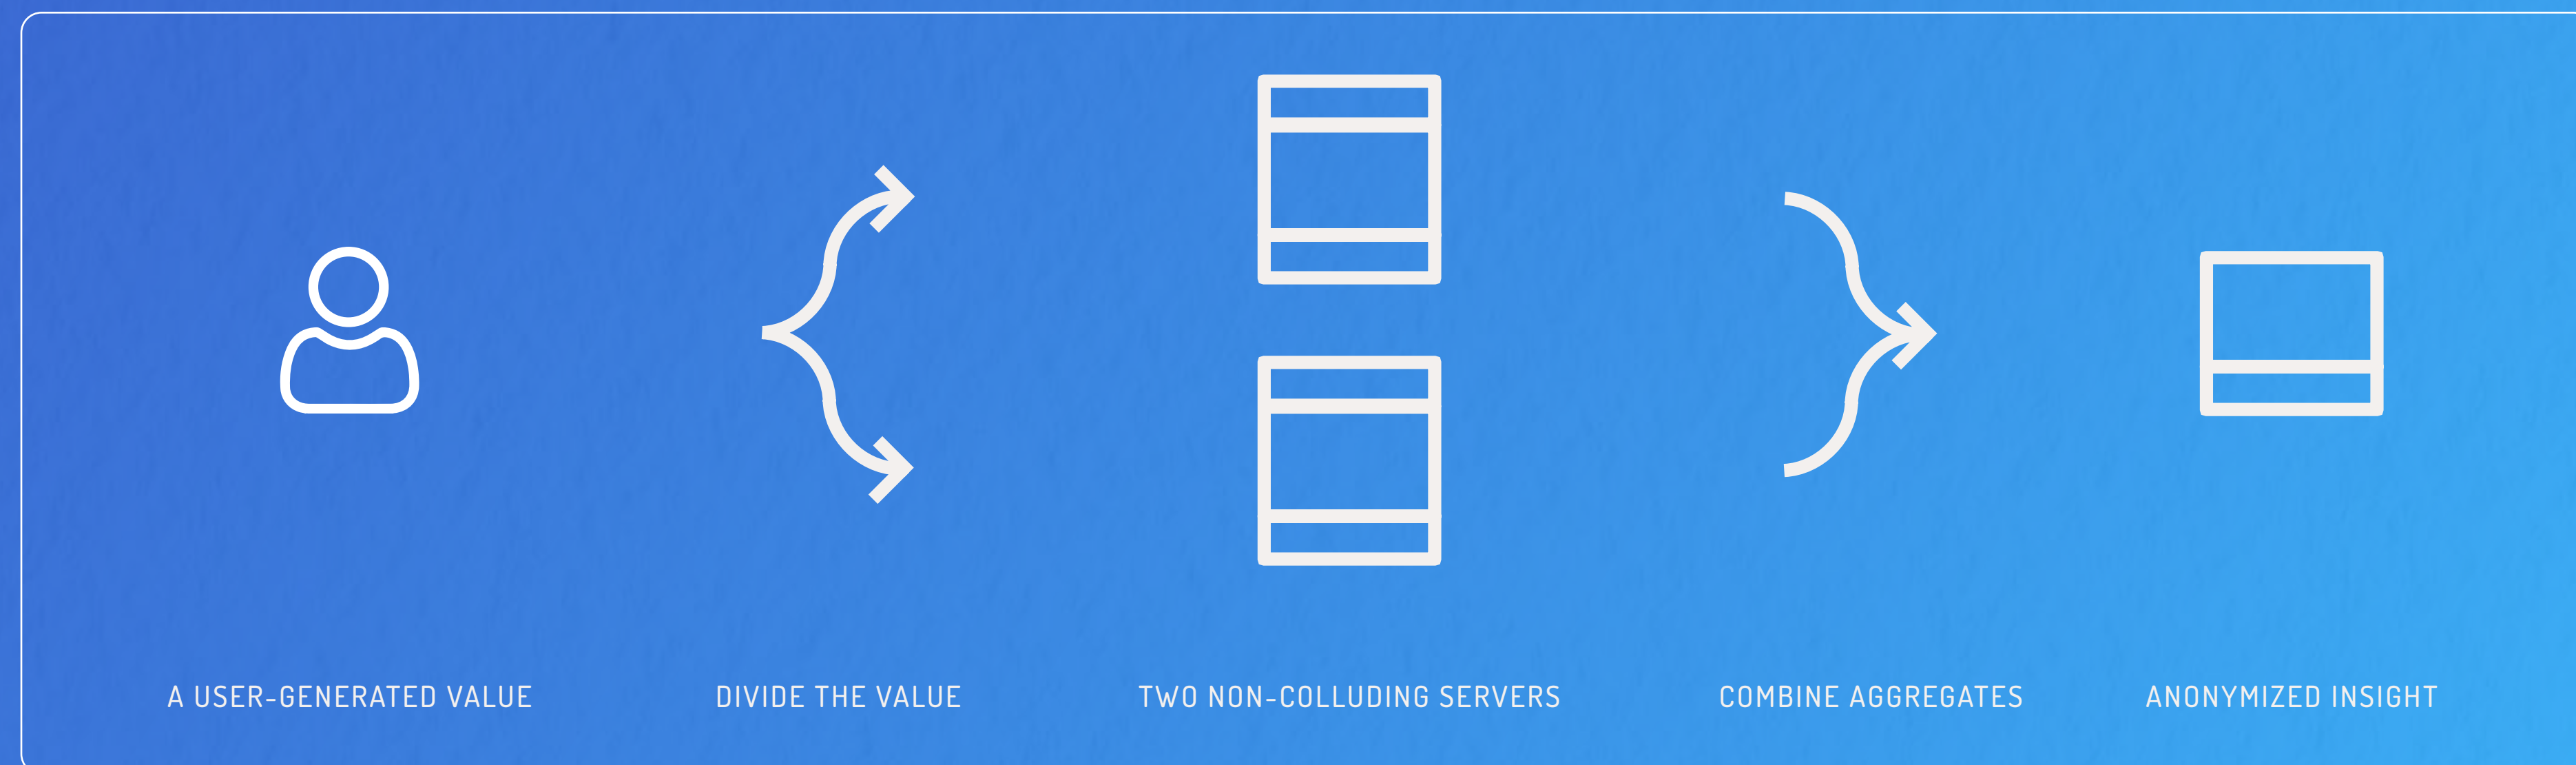 A USER-GENERATED VALUE
DIVIDE THE VALUE
TWO NON-COLLUDING SERVERS
COMBINE AGGREGATES
ANONYMIZED INSIGHT